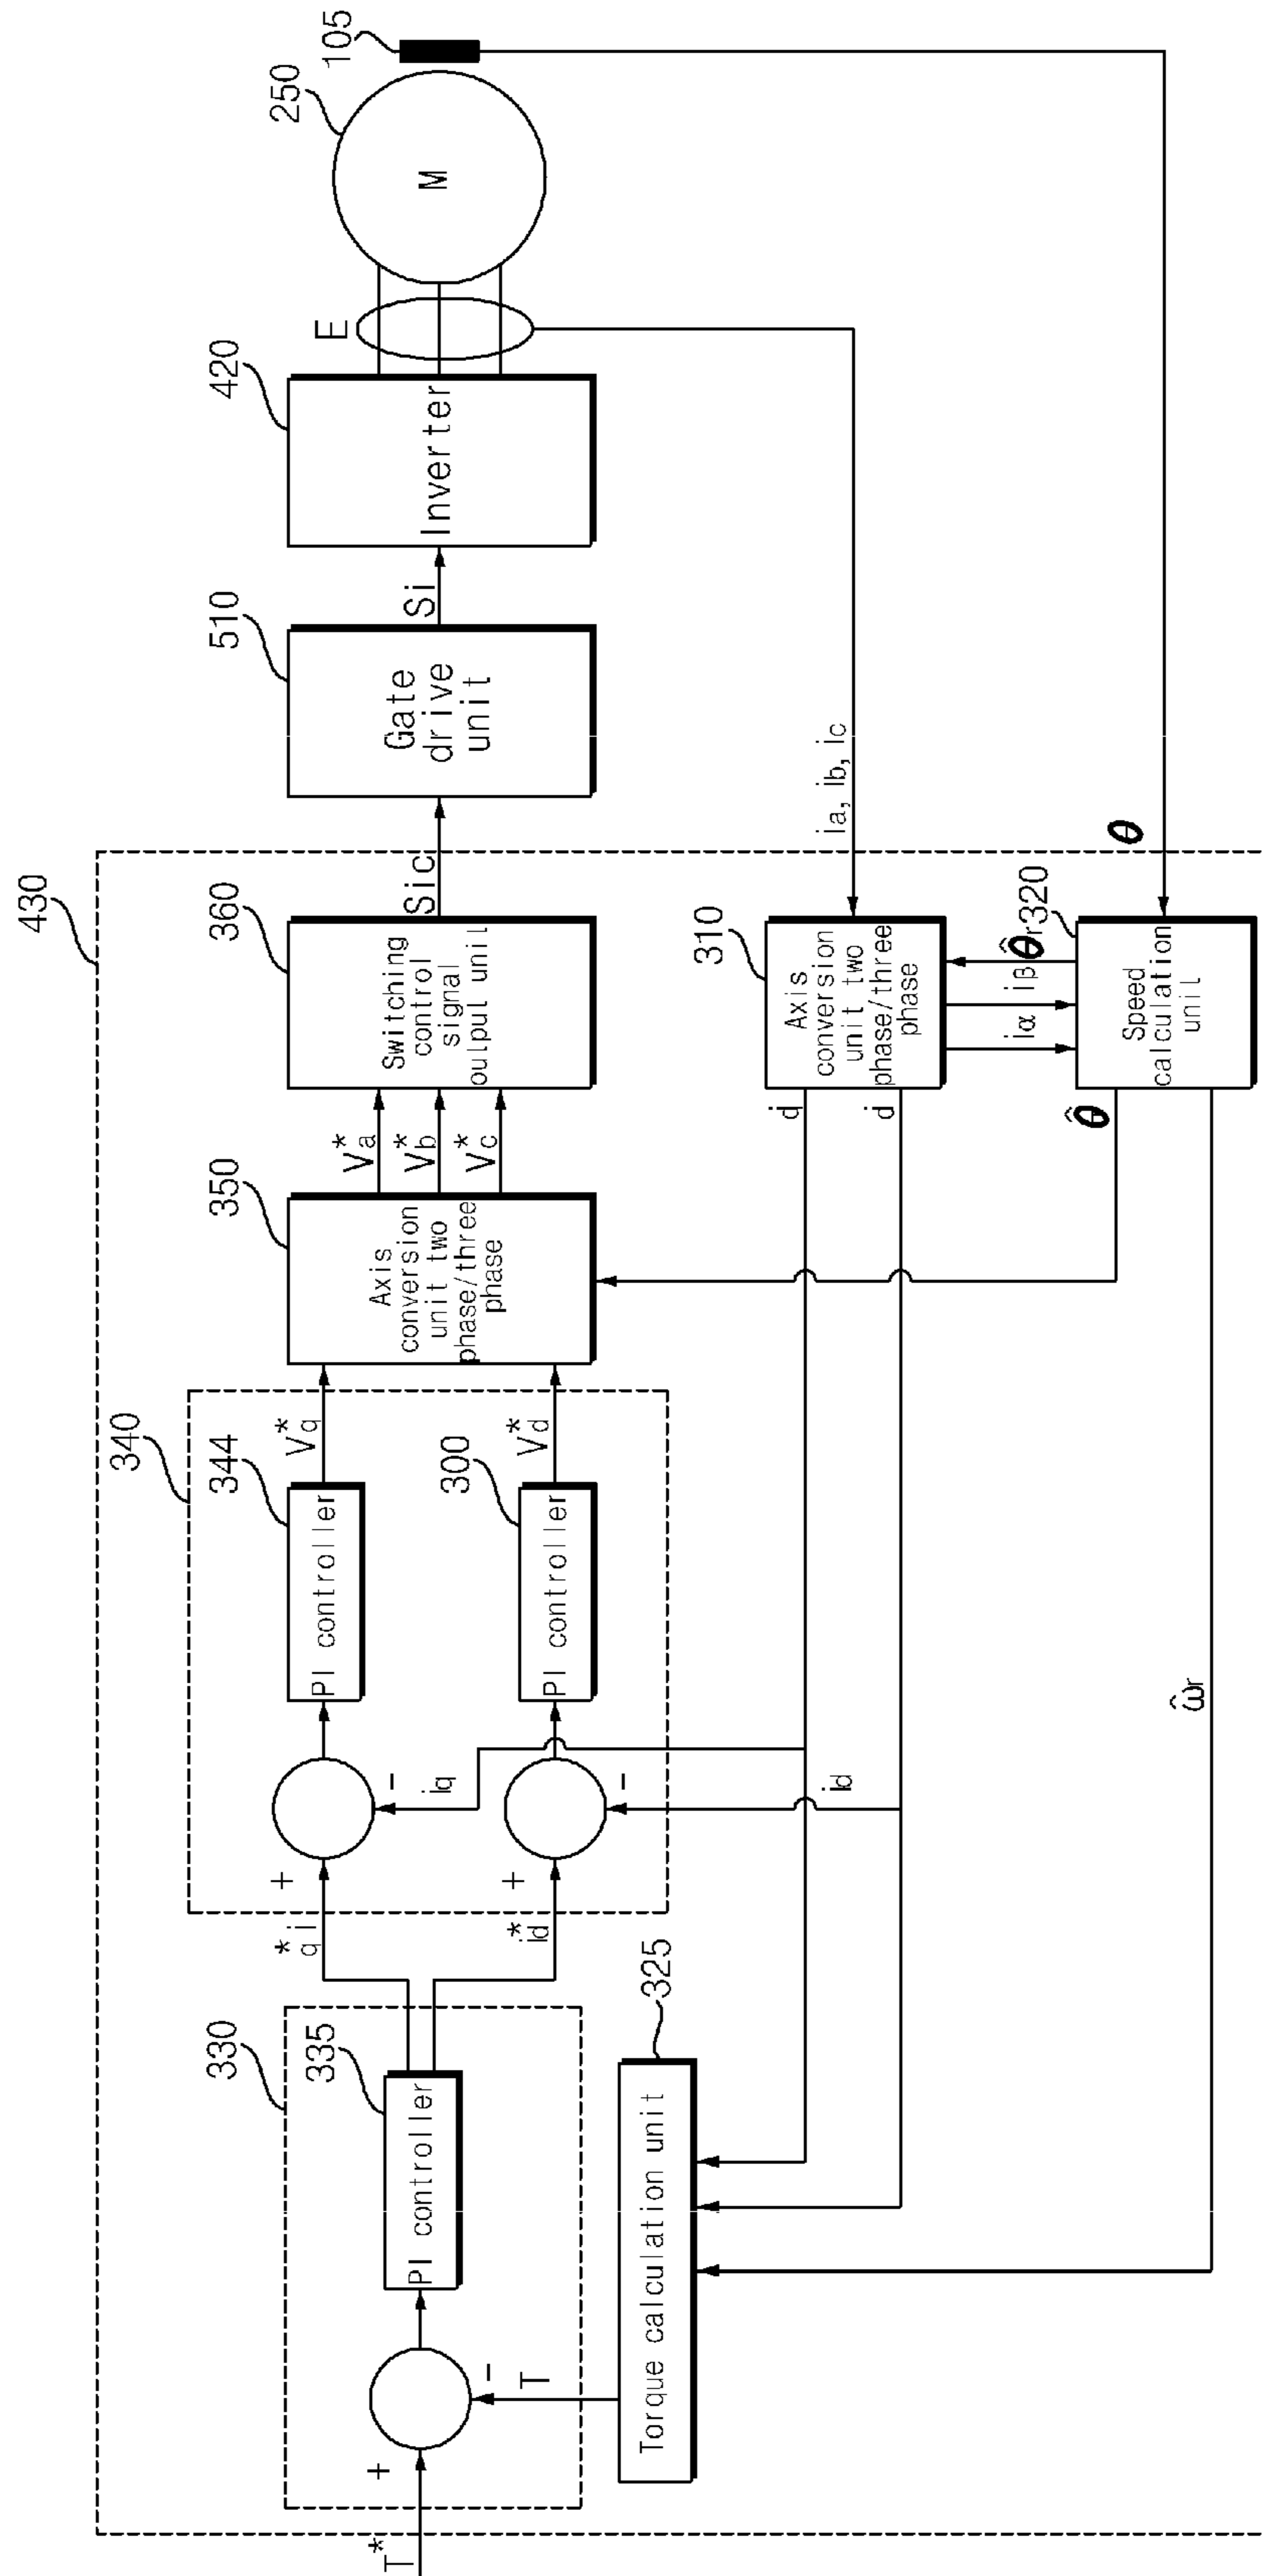 430
T*
+
-
T
330
335
PI controller
325
Torque calculation unit
*
q i
i*d
340
+
-
iq
+
-
id
344
PI controller
300
PI controller
V*q
V*d
350
Axis
conversion
unit two
phase/three
phase
V*a
V*b
V*c
360
Switching
control
signal
output unit
Sic
510
Gate
drive
unit
Si
420
Inverter
E
250
M
105
310
Axis
conversion
unit two
phase/three
phase
id
id
ia, ib, ic
iα
iβ
θ̂r
320
Speed
calculation
unit
θ
θ̂
ω̂r